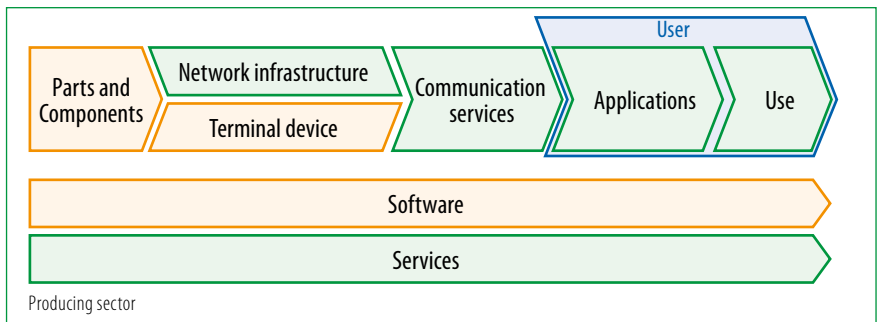 User
Parts and
Components
Network infrastructure
Terminal device
Communication
services
Applications
Use
Software
Services
Producing sector